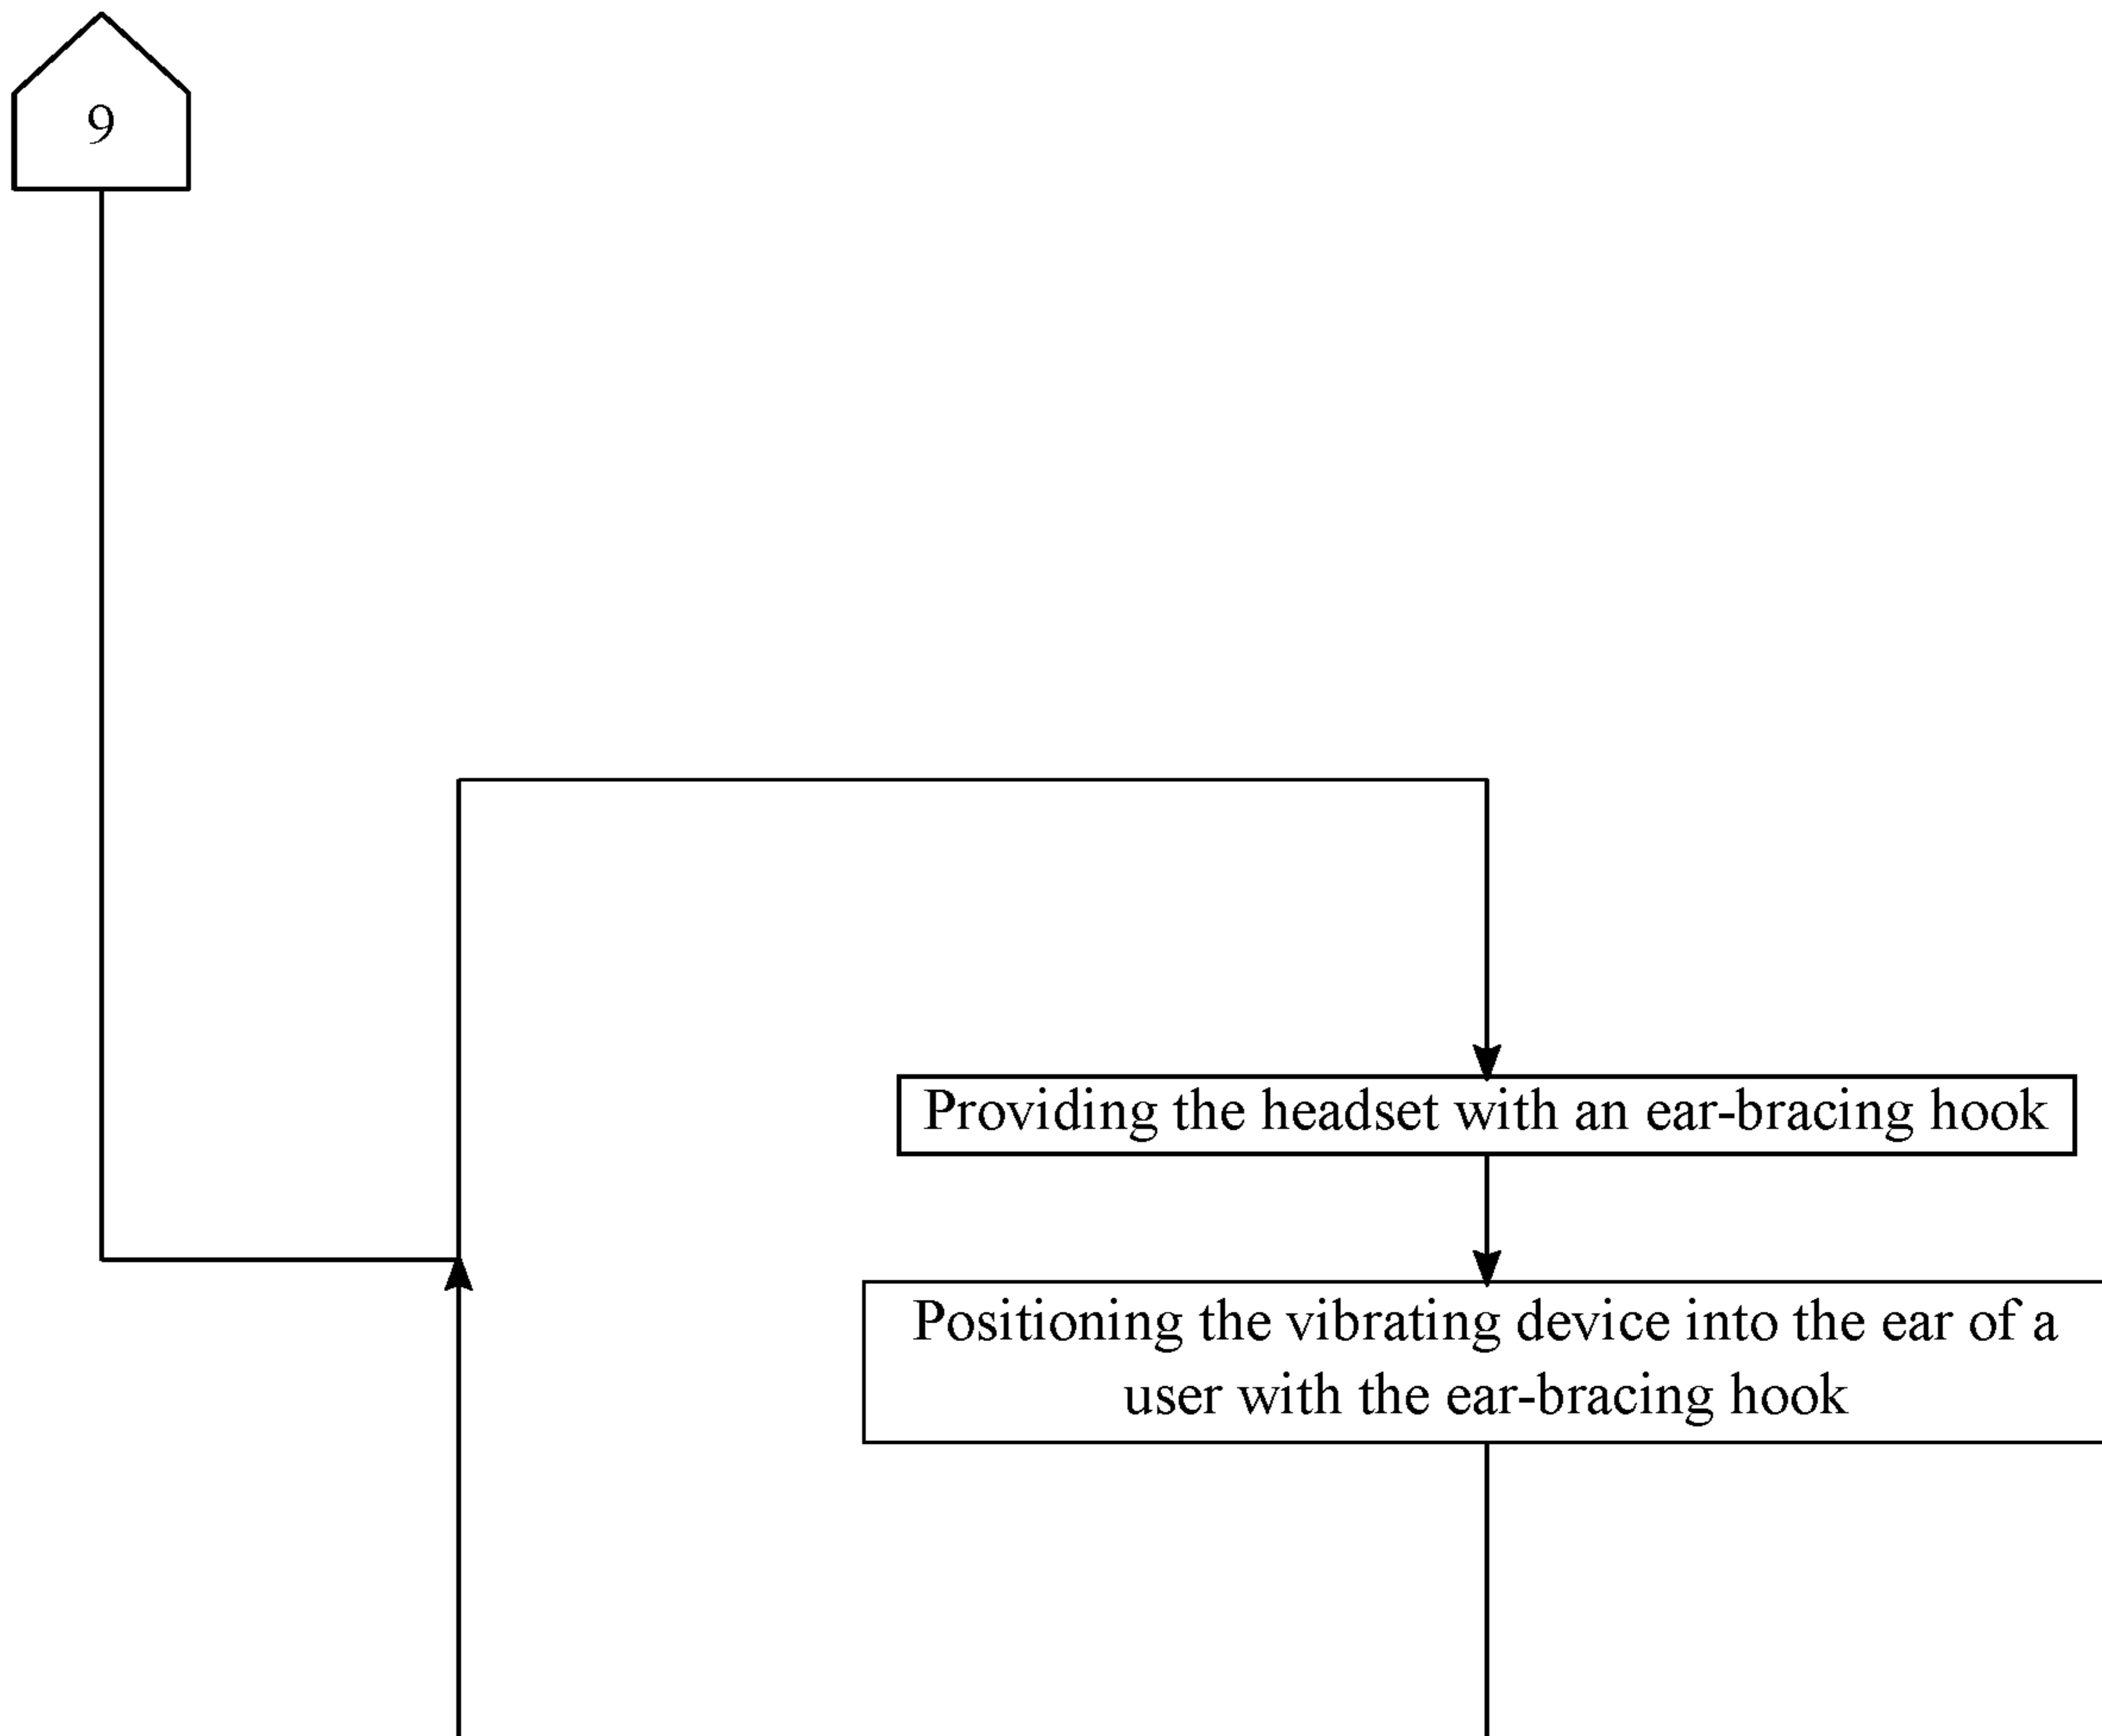 9
Providing the headset with an ear-bracing hook
Positioning the vibrating device into the ear of a
user with the ear-bracing hook